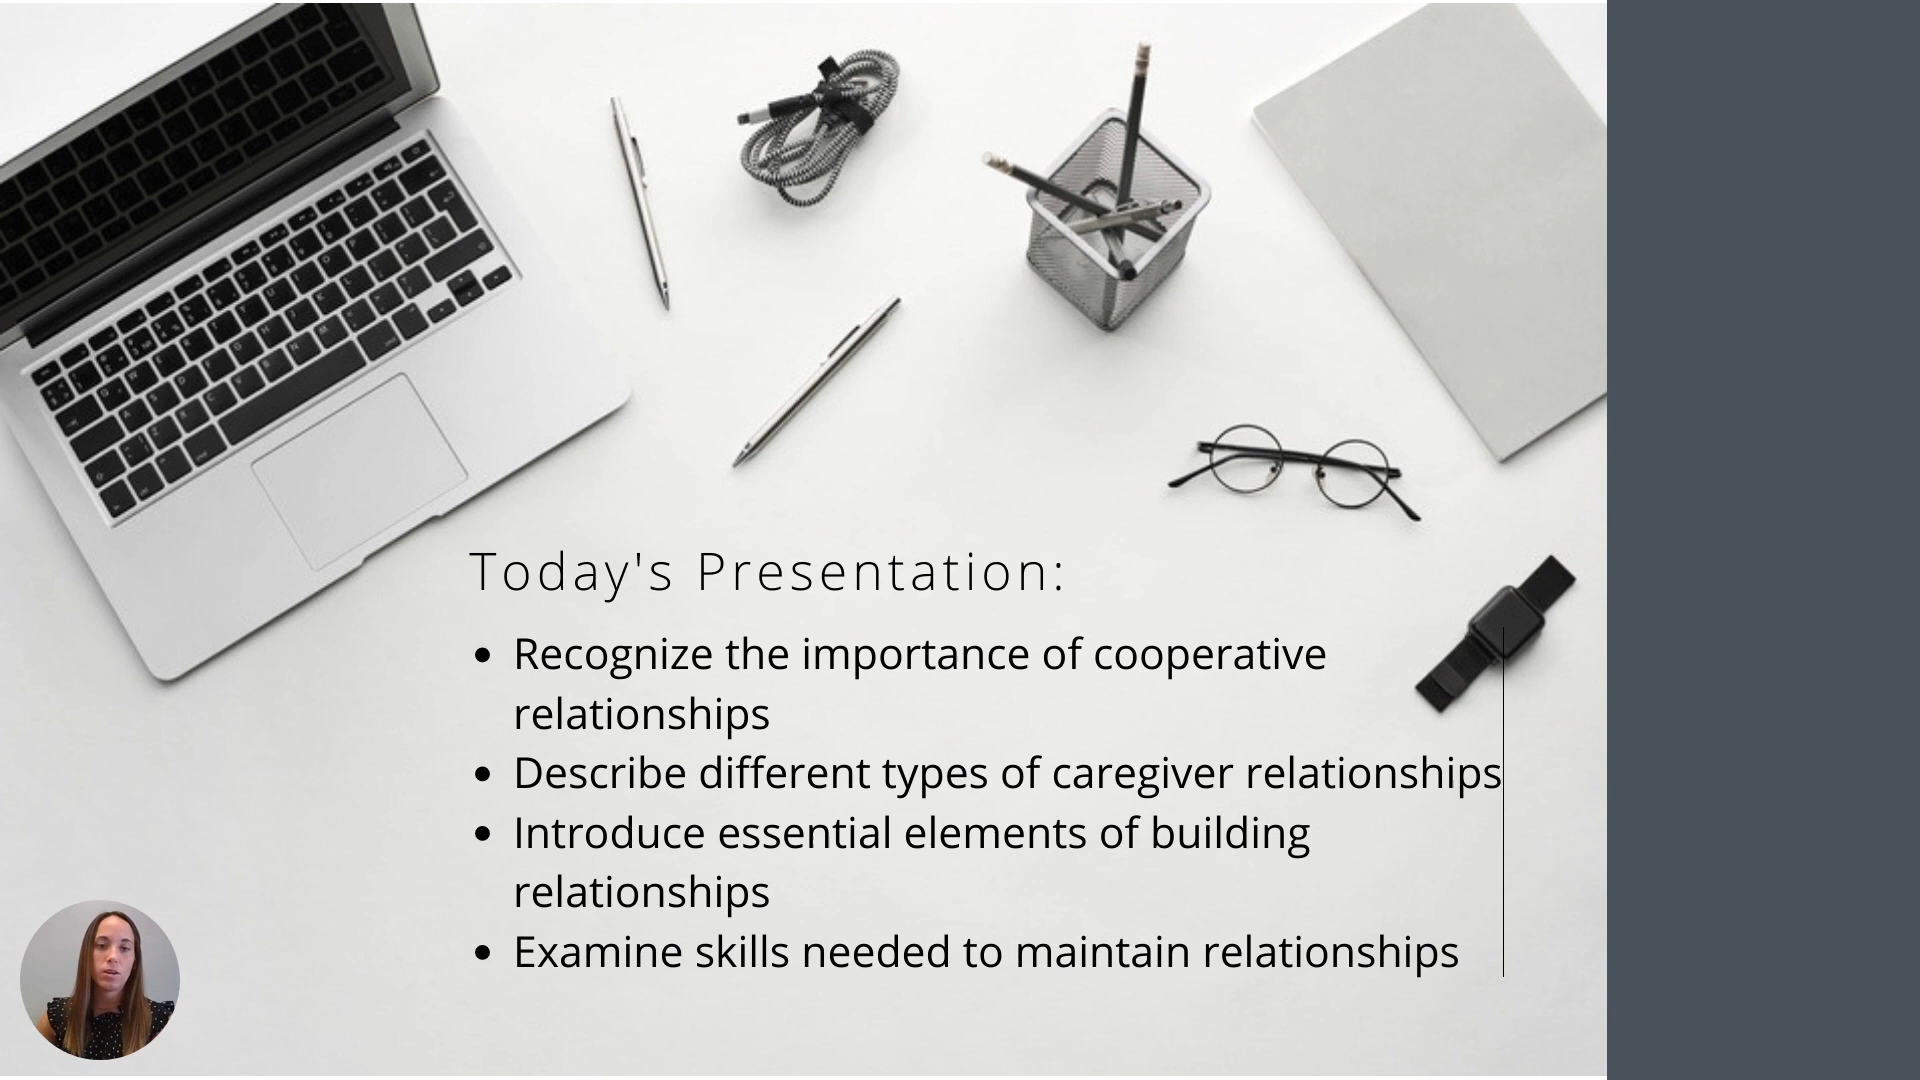 Today's Presentation:
• Recognize the importance of cooperative
relationships
• Describe different types of caregiver relationships
• Introduce essential elements of building
relationships
• Examine skills needed to maintain relationships